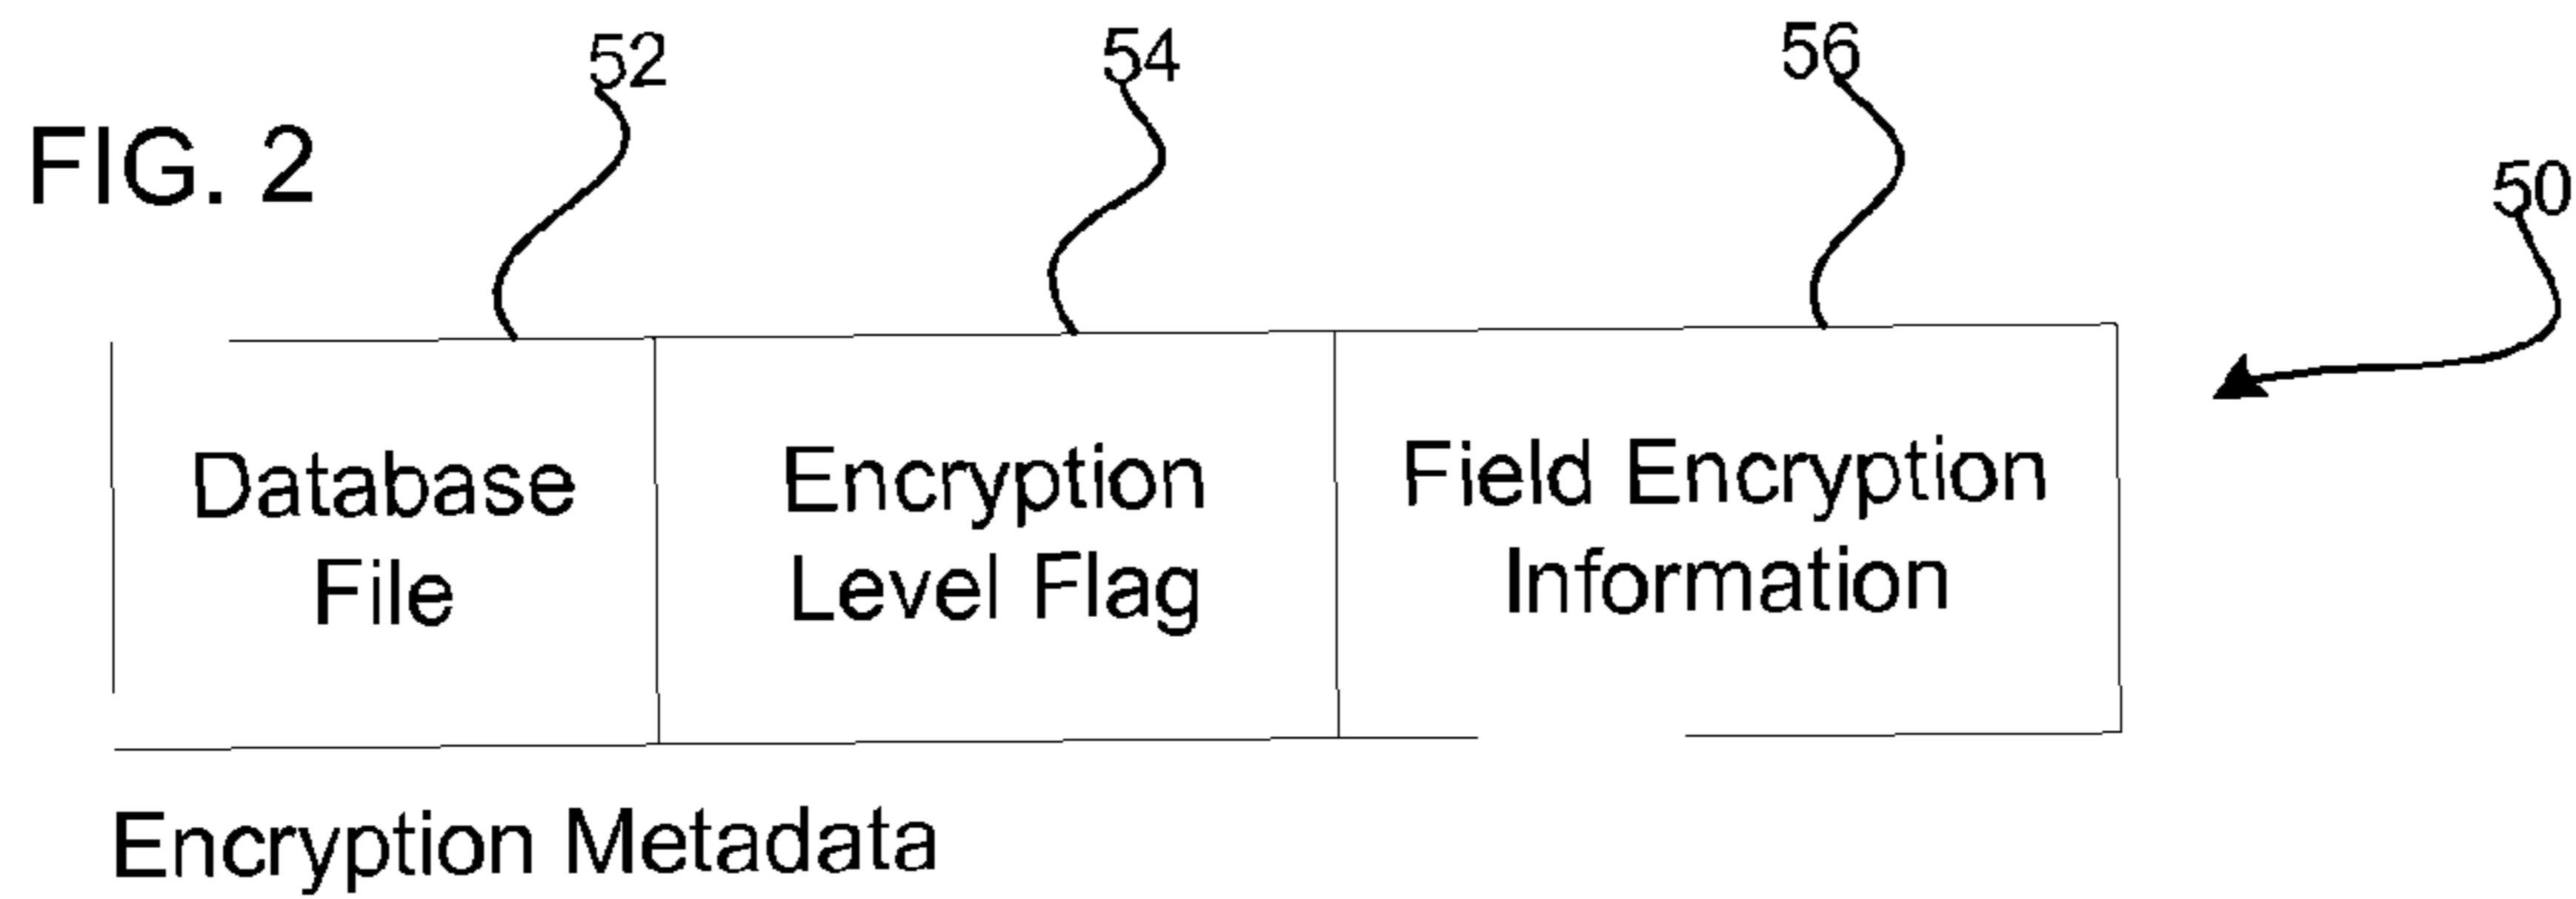 52
54
56
FIG. 2
50
Database
File
Encryption
Level Flag
Field Encryption
Information
Encryption Metadata